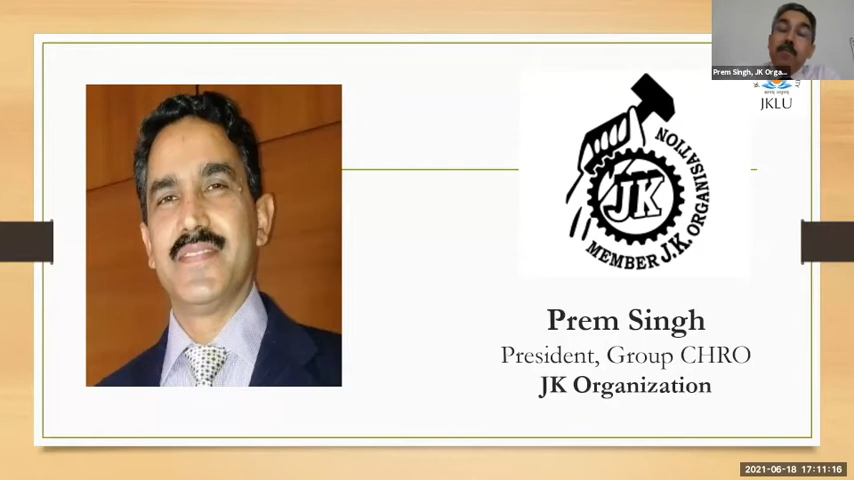 Prem Singh, JK Orga...
JKLU
JK
MEMBER J.K. ORGANISATION
Prem Singh
President, Group CHRO
JK Organization
2021-06-18 17:11:16